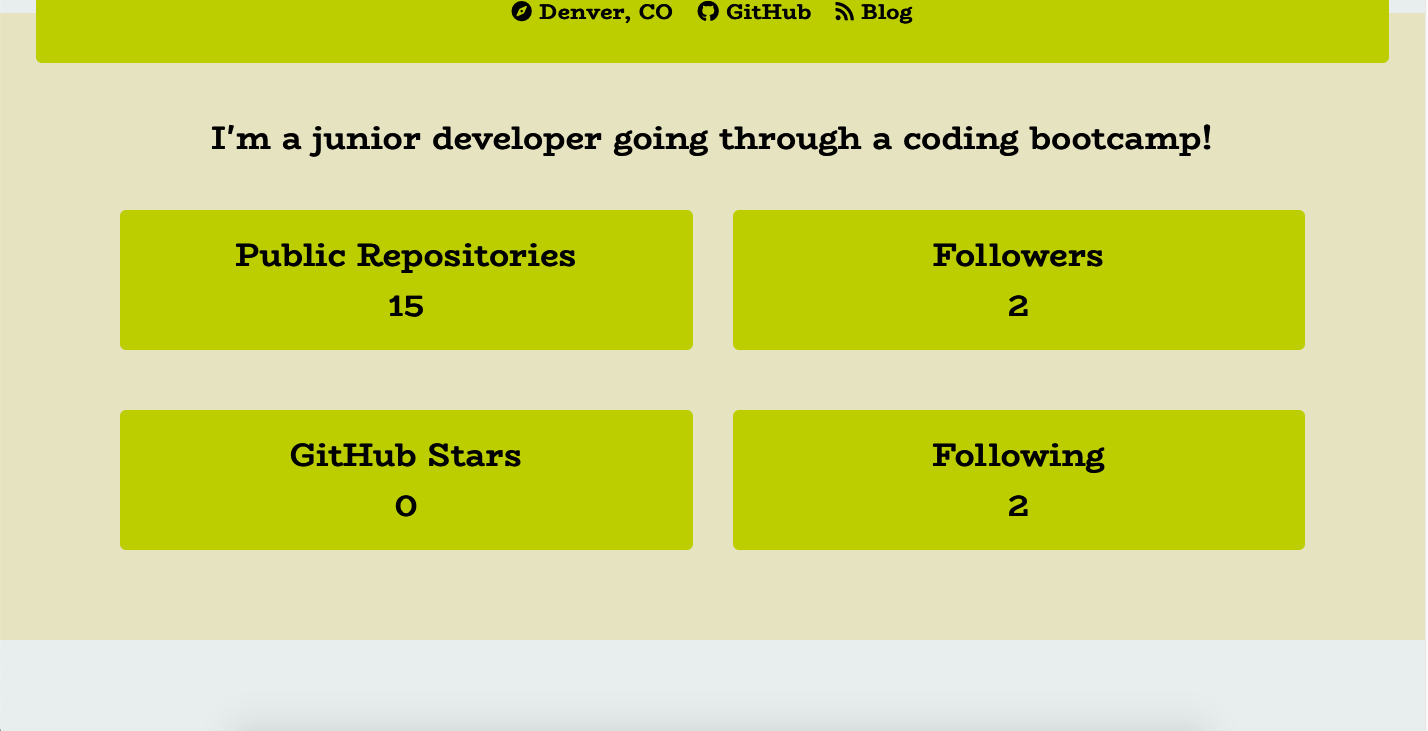 Denver, CO GitHub Blog
I'm a junior developer going through a coding bootcamp!
Public Repositories
15
Followers
2
GitHub Stars
0
Following
2